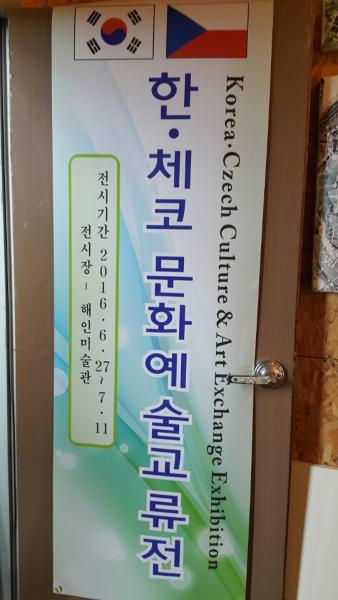 Korea·Czech Culture & Art Exchange Exhibition
한·체코 문화예술교류전
전시기간 2016·6·27~7·11
전시장 - 해인미술관